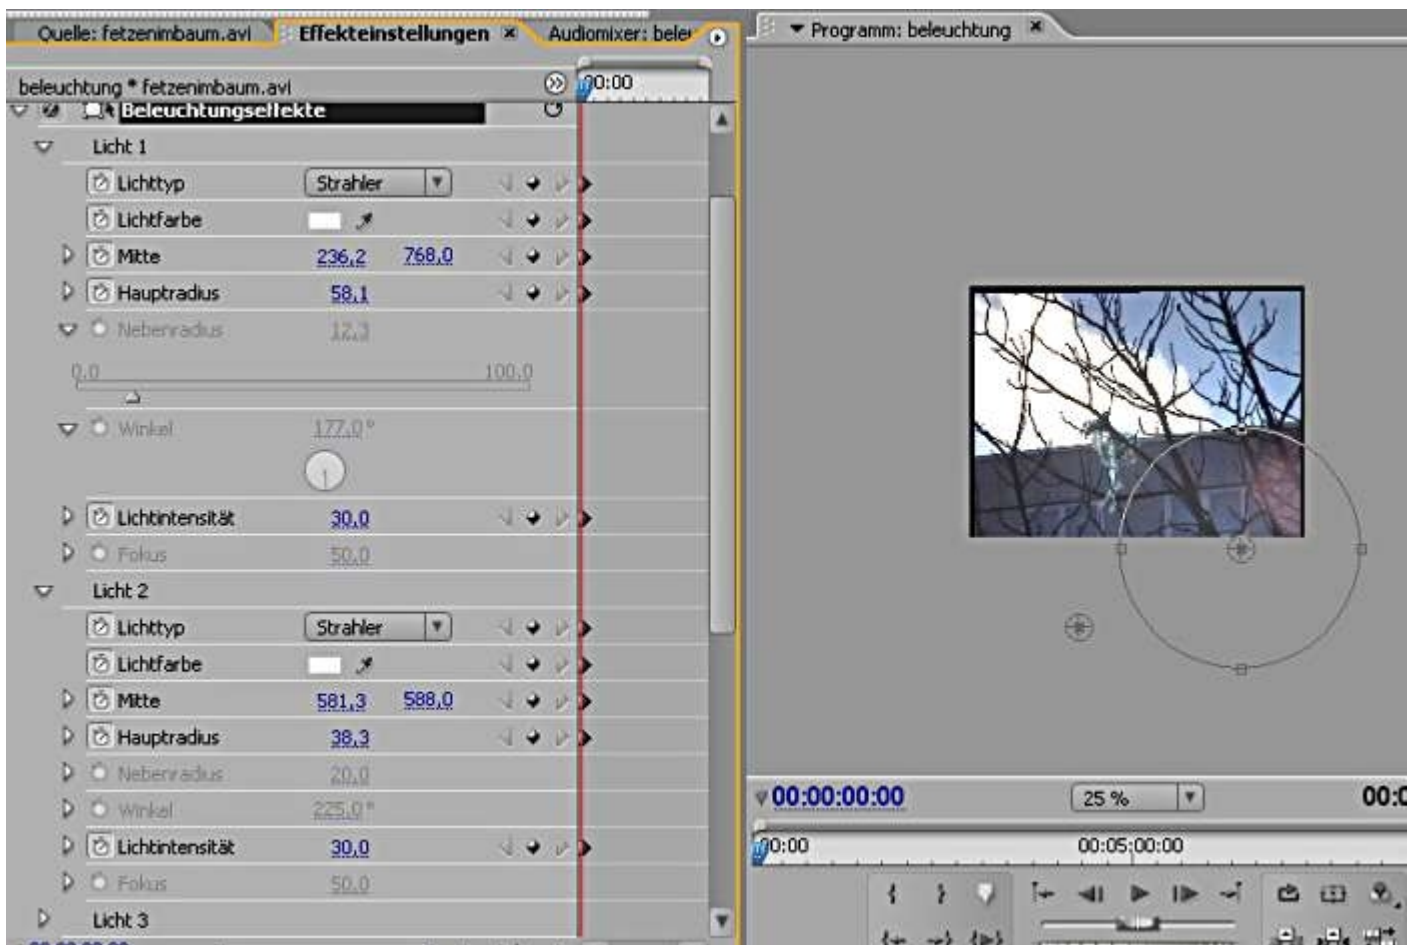 Quelle: fetzenimbaum.avi Effekteinstellungen × Audiomixer: bele
beleuchtung * fetzenimbaum.avi 00:00
Beleuchtungseffekte
Licht 1
Lichttyp Strahler
Lichtfarbe
Mitte 236,2 768,0
Hauptradius 58,1
Nebenradius 12,3
0,0 100,0
Winkel 177,0°
Lichtintensität 30,0
Fokus 50,0
Licht 2
Lichttyp Strahler
Lichtfarbe
Mitte 581,3 588,0
Hauptradius 38,3
Nebenradius 20,0
Winkel 225,0°
Lichtintensität 30,0
Fokus 50,0
Licht 3
Programm: beleuchtung ×
00:00:00:00 25 % 00:0
00:00 00:05:00:00